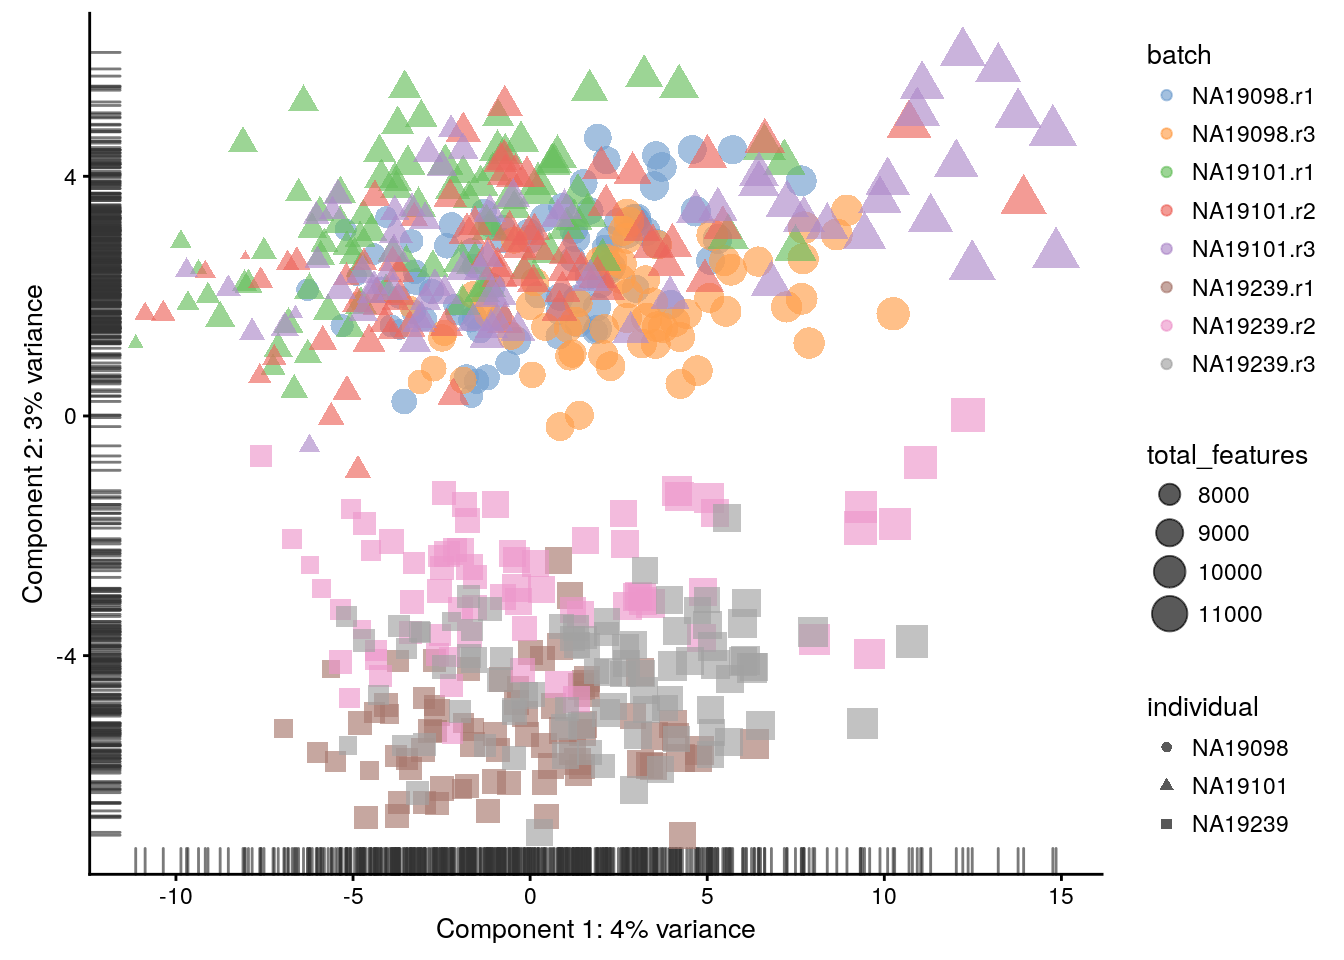 4
0
-4
Component 2: 3% variance
-10
-5
0
5
10
15
Component 1: 4% variance
batch
NA19098.r1
NA19098.r3
NA19101.r1
NA19101.r2
NA19101.r3
NA19239.r1
NA19239.r2
NA19239.r3
total_features
8000
9000
10000
11000
individual
NA19098
NA19101
NA19239